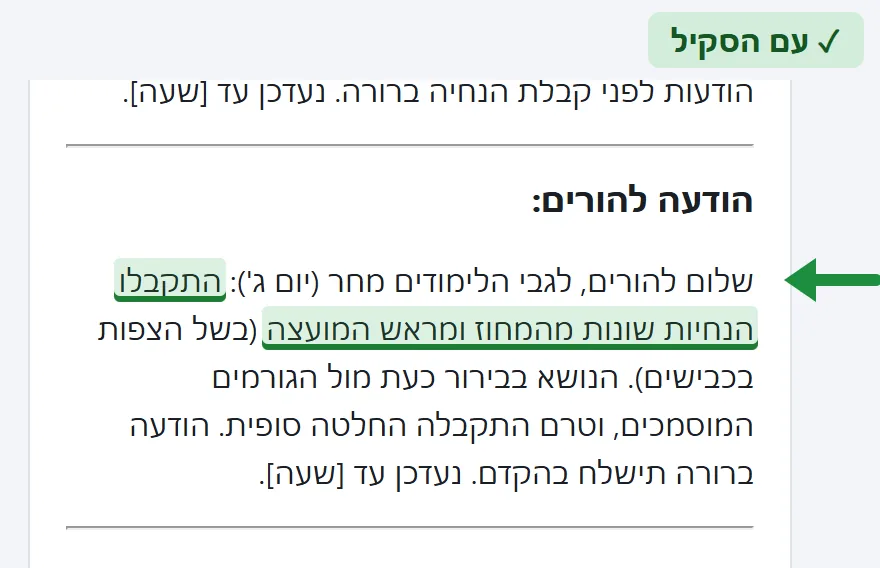 ✓ עם הסקיל
הודעות לפני קבלת הנחיה ברורה. נעדכן עד [שעה].
הודעה להורים:
שלום להורים, לגבי הלימודים מחר (יום ג'): התקבלו
הנחיות שונות מהמחוז ומראש המועצה (בשל הצפות
בכבישים). הנושא בבירור כעת מול הגורמים
המוסמכים, וטרם התקבלה החלטה סופית. הודעה
ברורה תישלח בהקדם. נעדכן עד [שעה].